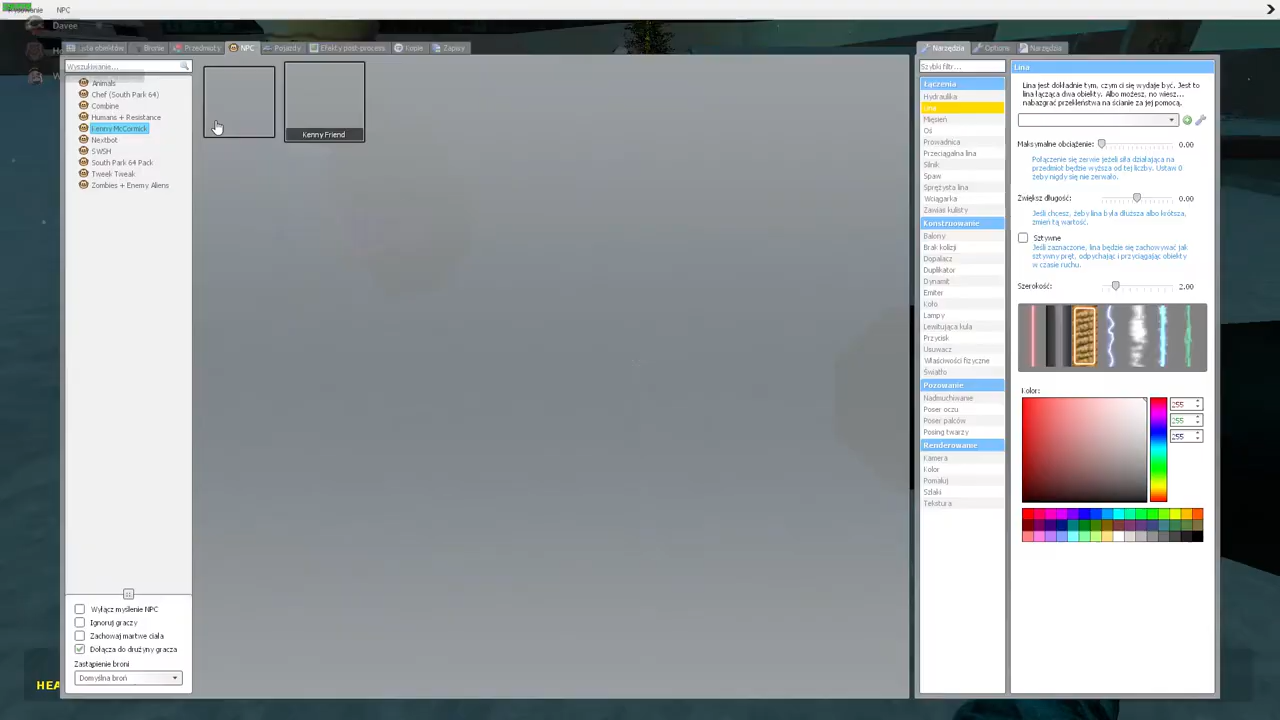 Rysowanie NPC
Davee
Lista obiektów Bronie Przedmioty NPC Pojazdy Efekty post-process Kopie Zapisy
Wyszukiwanie...
Animals
Chef (South Park 64)
Combine
Humans + Resistance
Kenny McCormick
Nextbot
SWSH
South Park 64 Pack
Tweek Tweak
Zombies + Enemy Aliens
Kenny Friend
Wyłącz myślenie NPC
Ignoruj graczy
Zachowaj martwe ciała
Dołącza do drużyny gracza
Zastąpienie broni
Domyślna broń
HEA
Narzędzia Options Narzędzia
Szybki filtr...
Łączenia
Hydraulika
Lina
Mięsień
Oś
Prowadnica
Przeciągalna lina
Silnik
Spaw
Sprężysta lina
Wciągarka
Zawias kulisty
Konstruowanie
Balony
Brak kolizji
Dopalacz
Duplikator
Dynamit
Emiter
Koło
Lampy
Lewitująca kula
Przycisk
Usuwacz
Właściwości fizyczne
Światło
Pozowanie
Nadmuchiwanie
Poser oczu
Poser palców
Posing twarzy
Renderowanie
Kamera
Kolor
Pomaluj
Szlaki
Tekstura
Lina
Lina jest dokładnie tym, czym ci się wydaje być. Jest to
lina łącząca dwa obiekty. Albo możesz, no wiesz...
nabazgrać przekleństwa na ścianie za jej pomocą.
Maksymalne obciążenie: 0.00
Połączenie się zerwie jeżeli siła działająca na
przedmiot będzie wyższa od tej liczby. Ustaw 0
żeby nigdy się nie zerwało.
Zwiększ długość: 0.00
Jeśli chcesz, żeby lina była dłuższa albo krótsza,
zmień tą wartość.
Sztywne
Jeśli zaznaczone, lina będzie się zachowywać jak
sztywny pręt, odpychając i przyciągając obiekty
w czasie ruchu.
Szerokość: 2.00
Kolor:
255
255
255